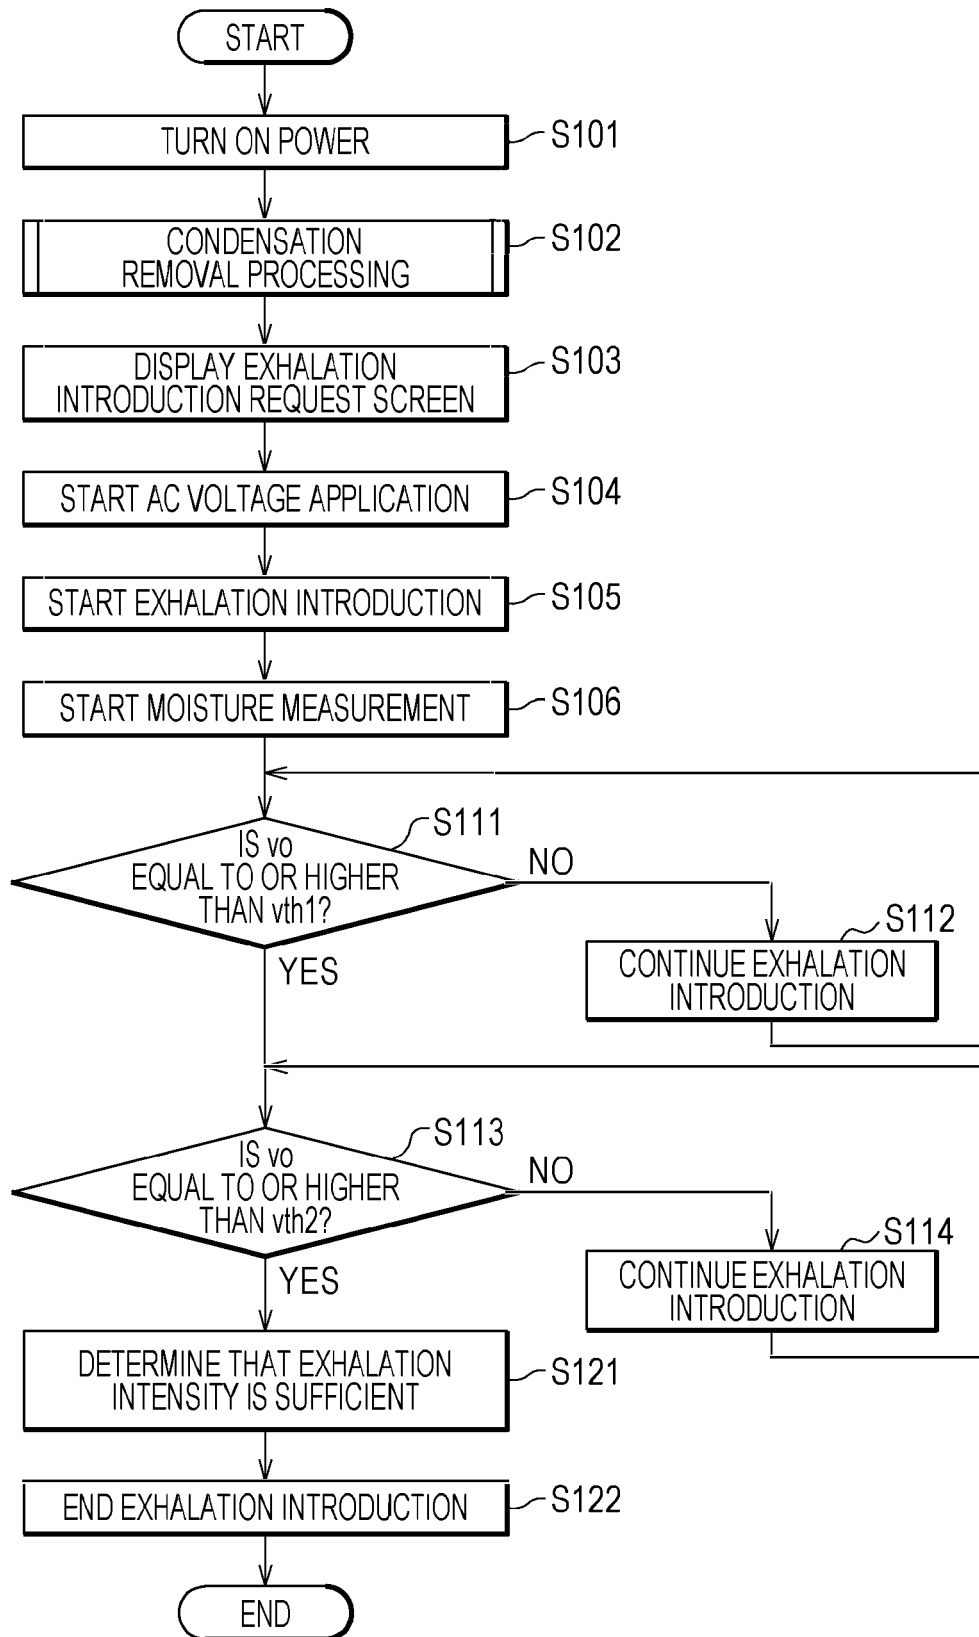 START
TURN ON POWER
S101
CONDENSATION
REMOVAL PROCESSING
S102
DISPLAY EXHALATION
INTRODUCTION REQUEST SCREEN
S103
START AC VOLTAGE APPLICATION
S104
START EXHALATION INTRODUCTION
S105
START MOISTURE MEASUREMENT
S106
IS vo
EQUAL TO OR HIGHER
THAN vth1?
S111
NO
YES
S112
CONTINUE EXHALATION
INTRODUCTION
IS vo
EQUAL TO OR HIGHER
THAN vth2?
S113
NO
YES
S114
CONTINUE EXHALATION
INTRODUCTION
DETERMINE THAT EXHALATION
INTENSITY IS SUFFICIENT
S121
END EXHALATION INTRODUCTION
S122
END